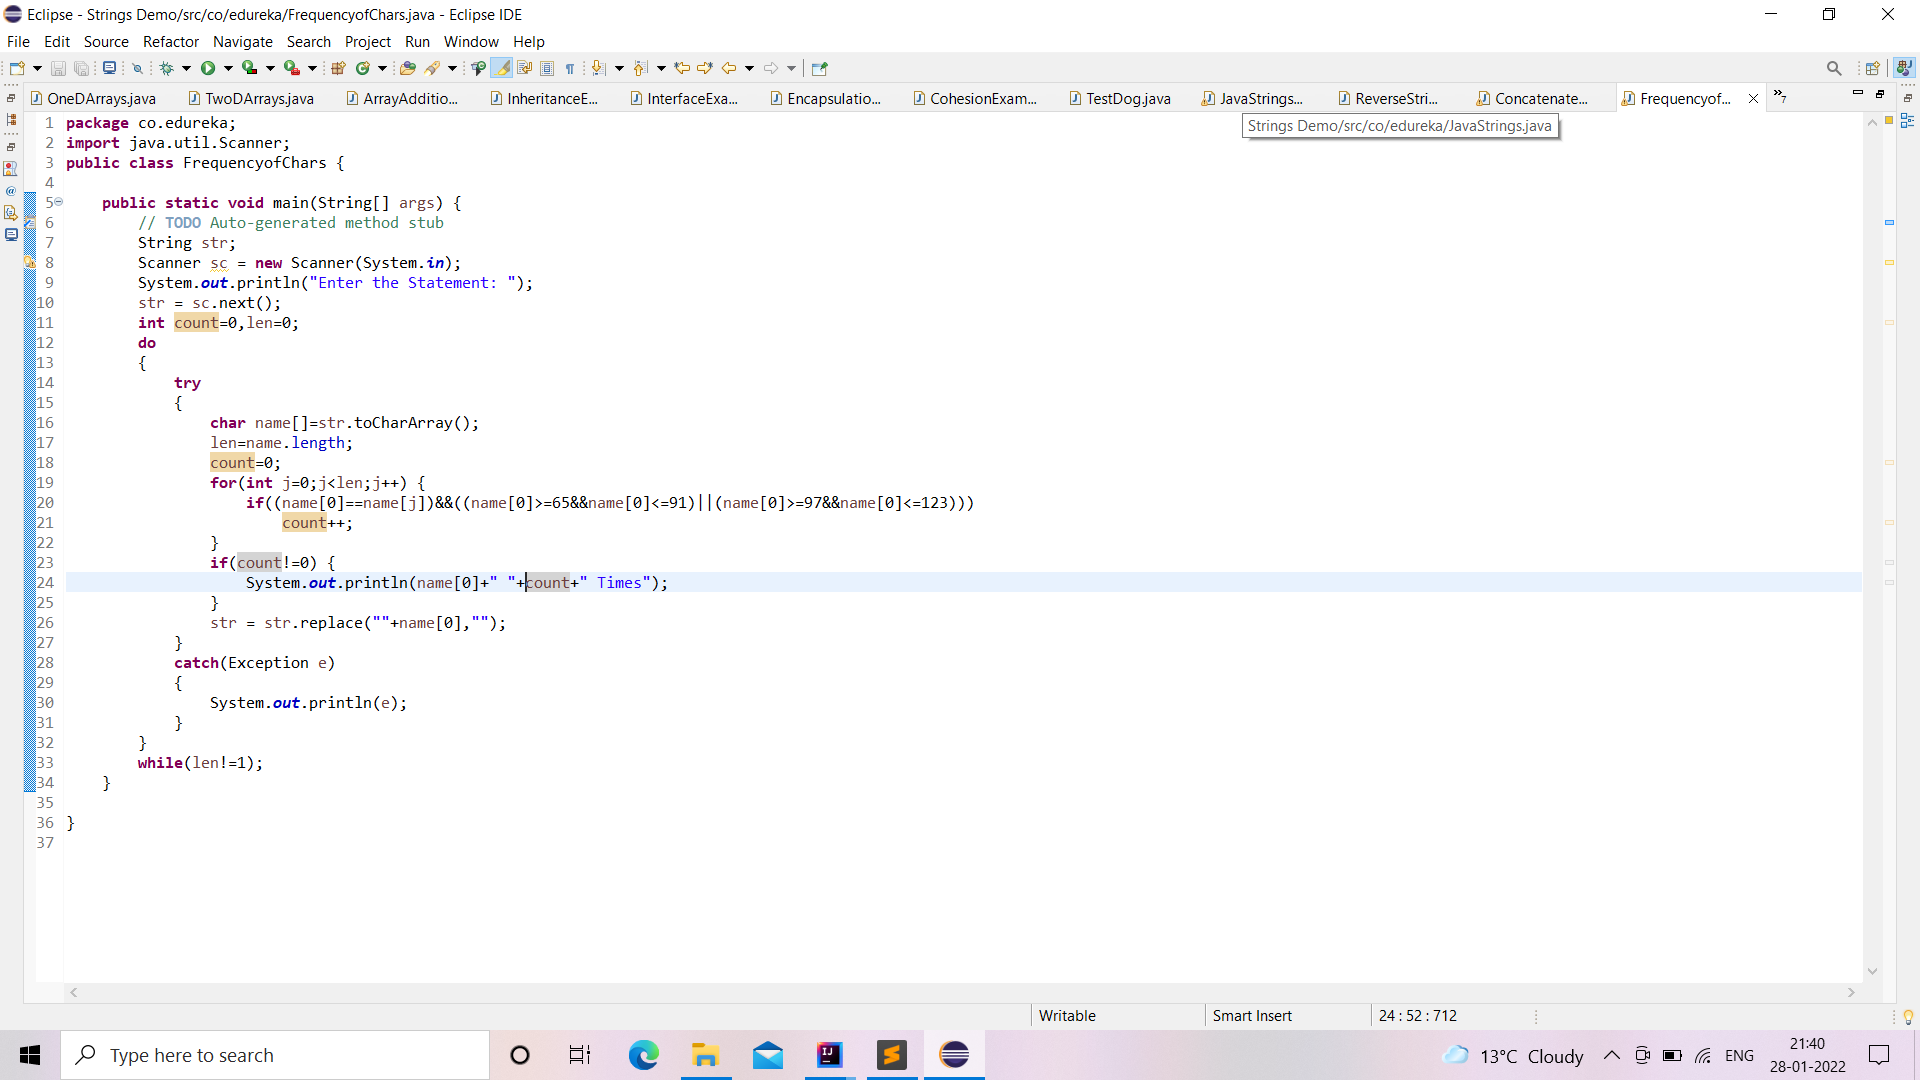 Eclipse - Strings Demo/src/co/edureka/FrequencyofChars.java - Eclipse IDE
File Edit Source Refactor Navigate Search Project Run Window Help
OneDArrays.java TwoDArrays.java ArrayAdditio... InheritanceE... InterfaceExa... Encapsulatio... CohesionExam... TestDog.java JavaStrings... ReverseStri... Concatenate... Frequencyof... »7
Strings Demo/src/co/edureka/JavaStrings.java
1 package co.edureka;
2 import java.util.Scanner;
3 public class FrequencyofChars {
4
5 public static void main(String[] args) {
6 // TODO Auto-generated method stub
7 String str;
8 Scanner sc = new Scanner(System.in);
9 System.out.println("Enter the Statement: ");
10 str = sc.next();
11 int count=0,len=0;
12 do
13 {
14 try
15 {
16 char name[]=str.toCharArray();
17 len=name.length;
18 count=0;
19 for(int j=0;j<len;j++) {
20 if((name[0]==name[j])&&((name[0]>=65&&name[0]<=91)||(name[0]>=97&&name[0]<=123)))
21 count++;
22 }
23 if(count!=0) {
24 System.out.println(name[0]+" "+count+" Times");
25 }
26 str = str.replace(""+name[0],"");
27 }
28 catch(Exception e)
29 {
30 System.out.println(e);
31 }
32 }
33 while(len!=1);
34 }
35
36 }
37
Writable Smart Insert 24 : 52 : 712
Type here to search 13°C Cloudy ENG 21:40
28-01-2022